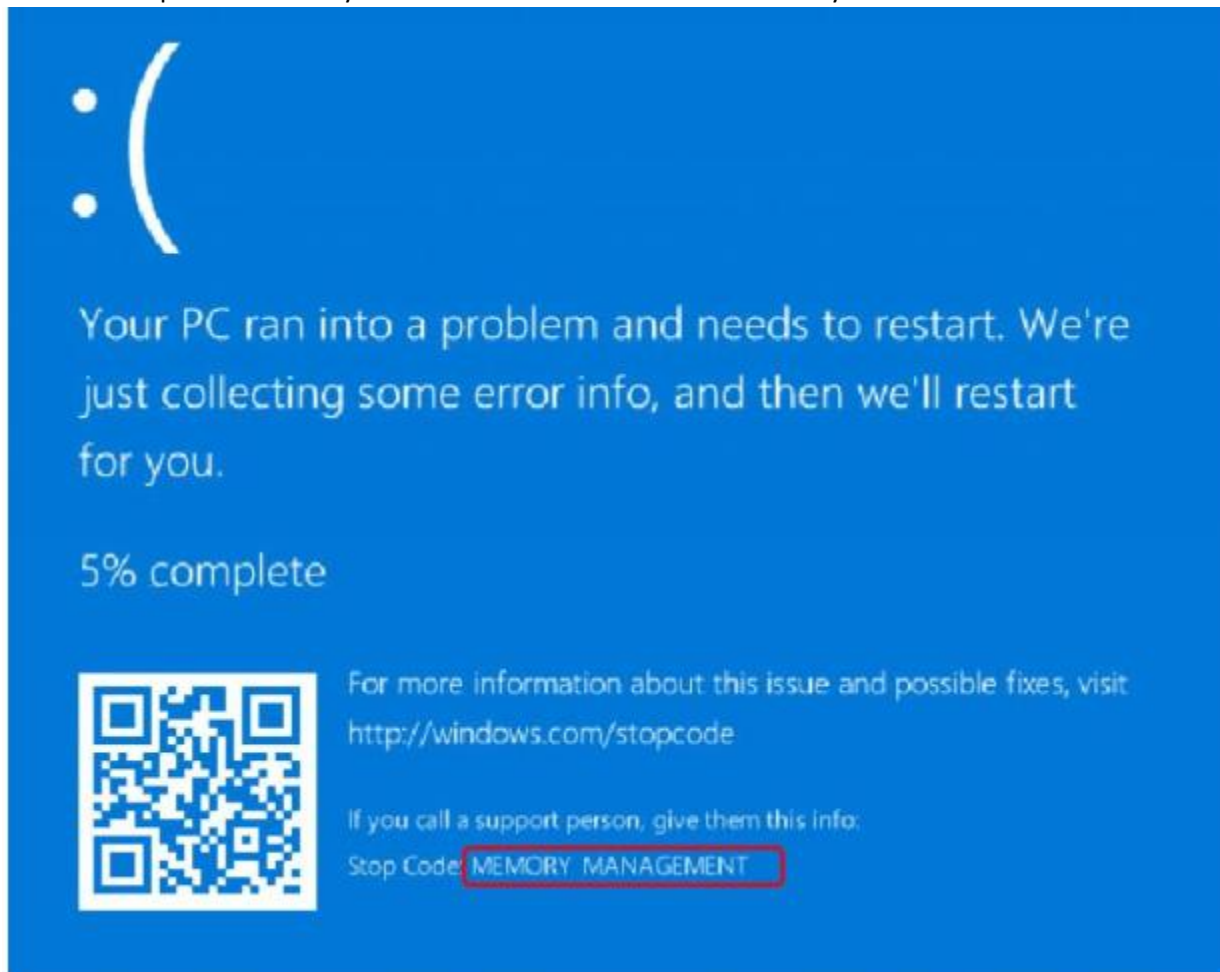 :(
Your PC ran into a problem and needs to restart. We're
just collecting some error info, and then we'll restart
for you.
5% complete
For more information about this issue and possible fixes, visit
http://windows.com/stopcode
If you call a support person, give them this info:
Stop Code: MEMORY MANAGEMENT